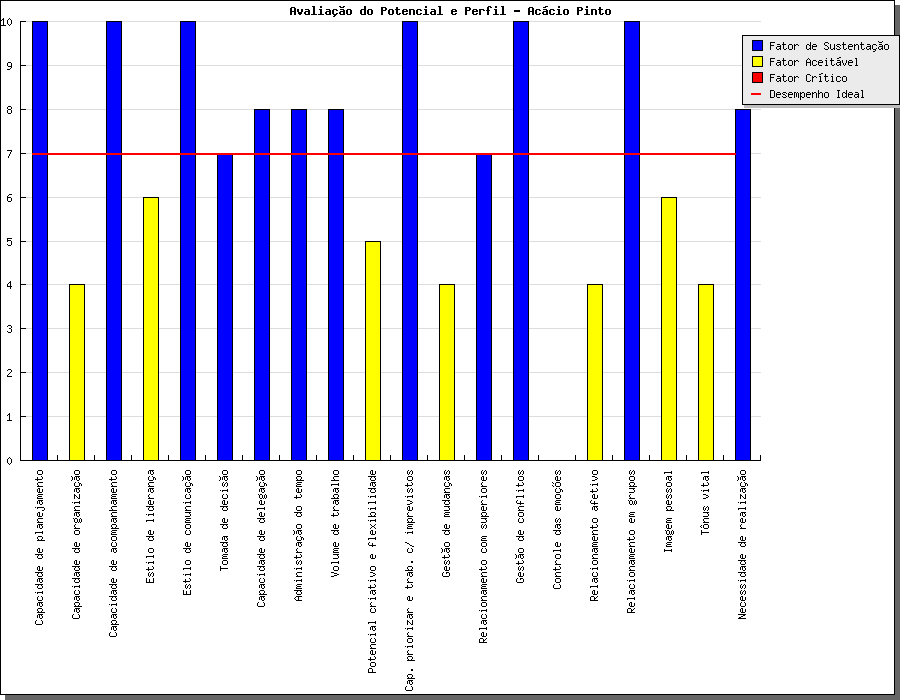 Avaliação do Potencial e Perfil - Acácio Pinto
Fator de Sustentação
Fator Aceitável
Fator Crítico
Desempenho Ideal
10
9
8
7
6
5
4
3
2
1
0
Capacidade de planejamento
Capacidade de organização
Capacidade de acompanhamento
Estilo de liderança
Estilo de comunicação
Tomada de decisão
Capacidade de delegação
Administração do tempo
Volume de trabalho
Potencial criativo e flexibilidade
Cap. priorizar e trab. c/ imprevistos
Gestão de mudanças
Relacionamento com superiores
Gestão de conflitos
Controle das emoções
Relacionamento afetivo
Relacionamento em grupos
Imagem pessoal
Tônus vital
Necessidade de realização